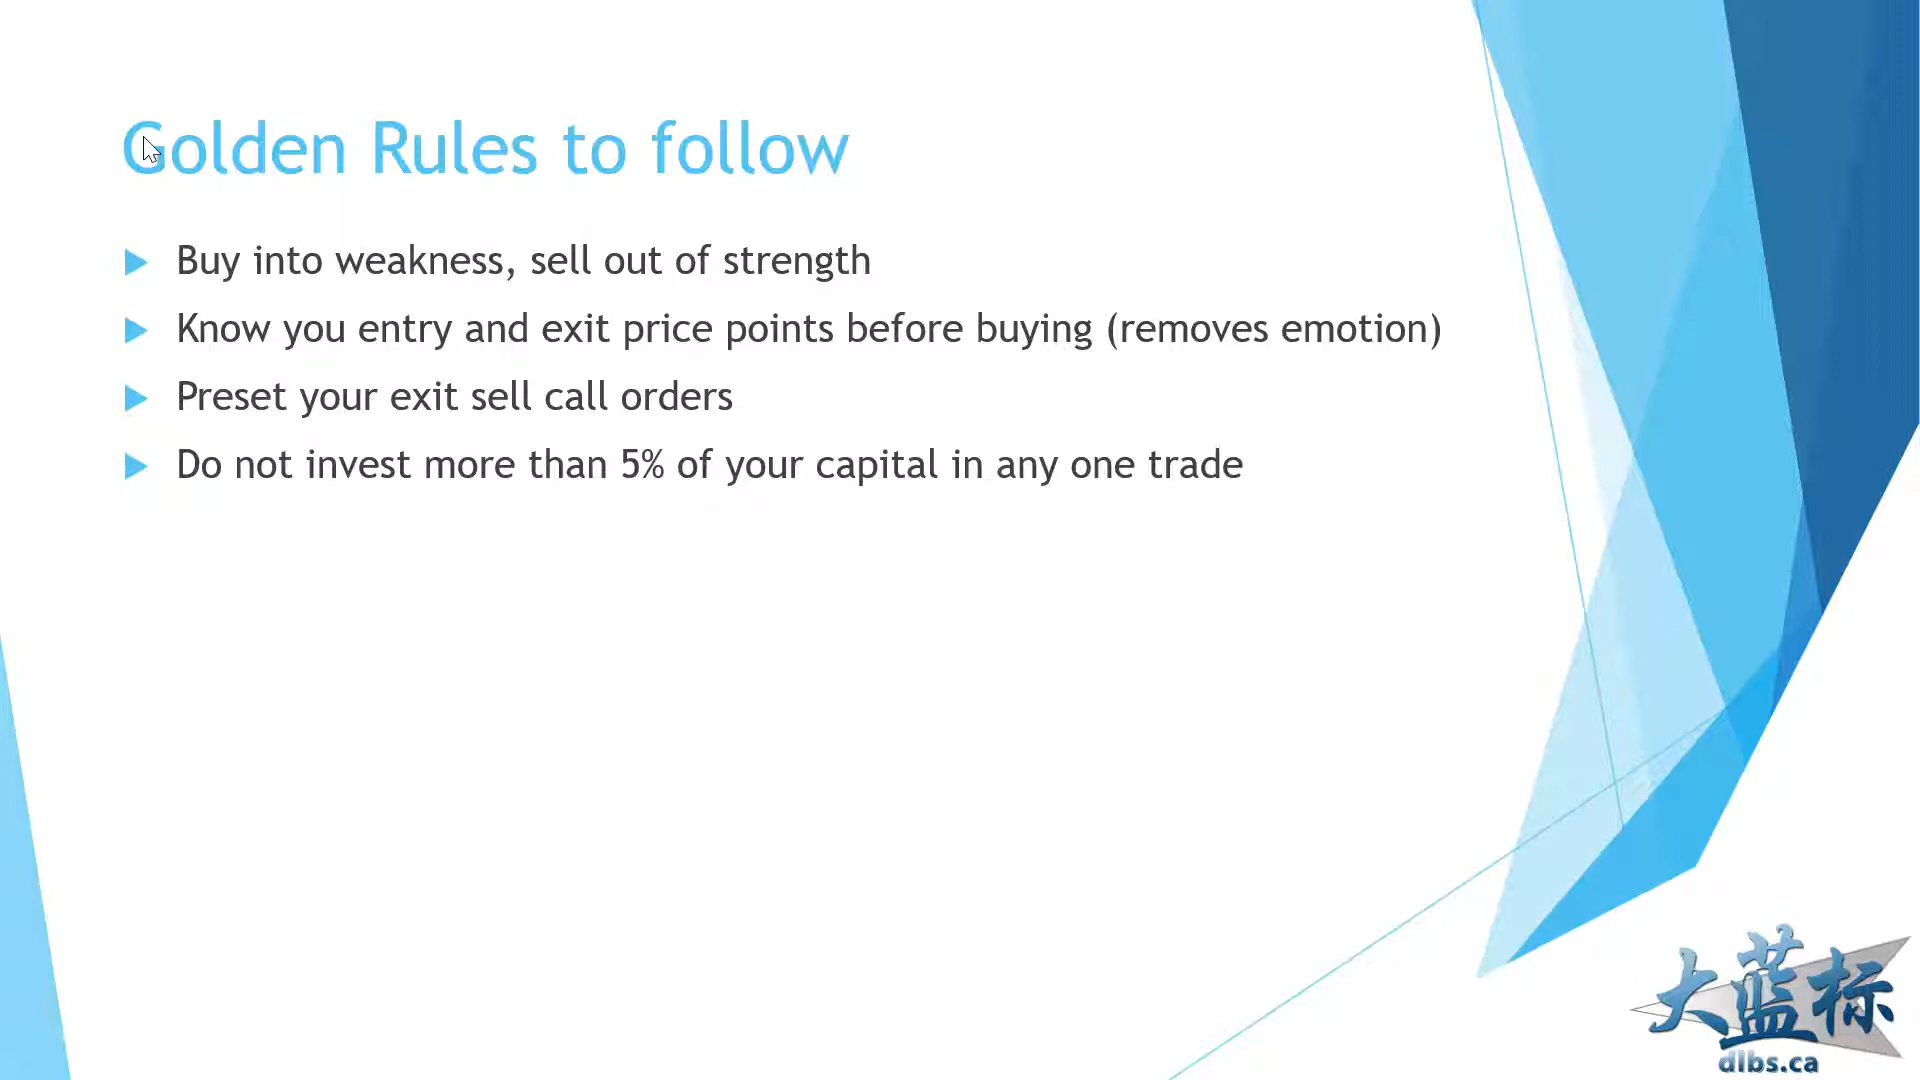 Golden Rules to follow
Buy into weakness, sell out of strength
Know you entry and exit price points before buying (removes emotion)
Preset your exit sell call orders
Do not invest more than 5% of your capital in any one trade
大蓝标
dlbs.ca